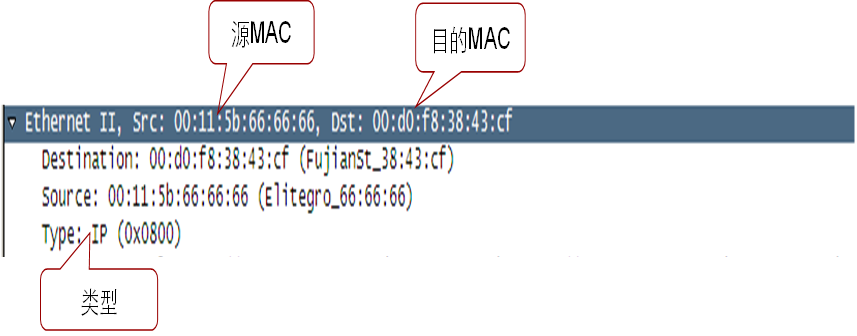 源MAC
目的MAC
Ethernet II, Src: 00:11:5b:66:66:66, Dst: 00:d0:f8:38:43:cf
Destination: 00:d0:f8:38:43:cf (FujianSt_38:43:cf)
Source: 00:11:5b:66:66:66 (Elitegro_66:66:66)
Type: IP (0x0800)
类型